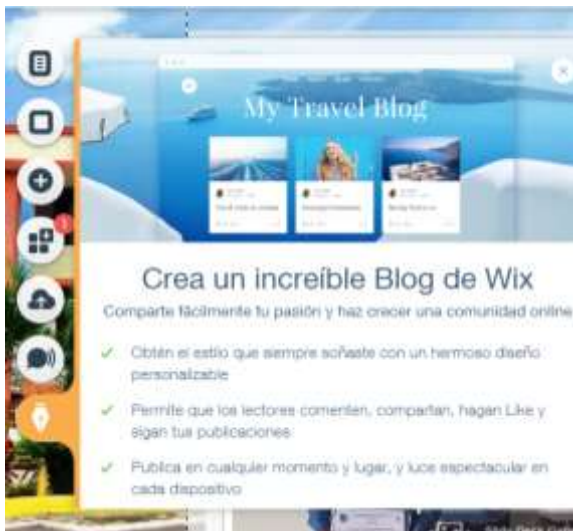 1
My Travel Blog
Crea un increíble Blog de Wix
Comparte fácilmente tu pasión y haz crecer una comunidad online
Obtén el estilo que siempre soñaste con un hermoso diseño
personalizable
Permite que los lectores comenten, compartan, hagan Like y
sigan tus publicaciones
Publica en cualquier momento y lugar, y luce espectacular en
cada dispositivo